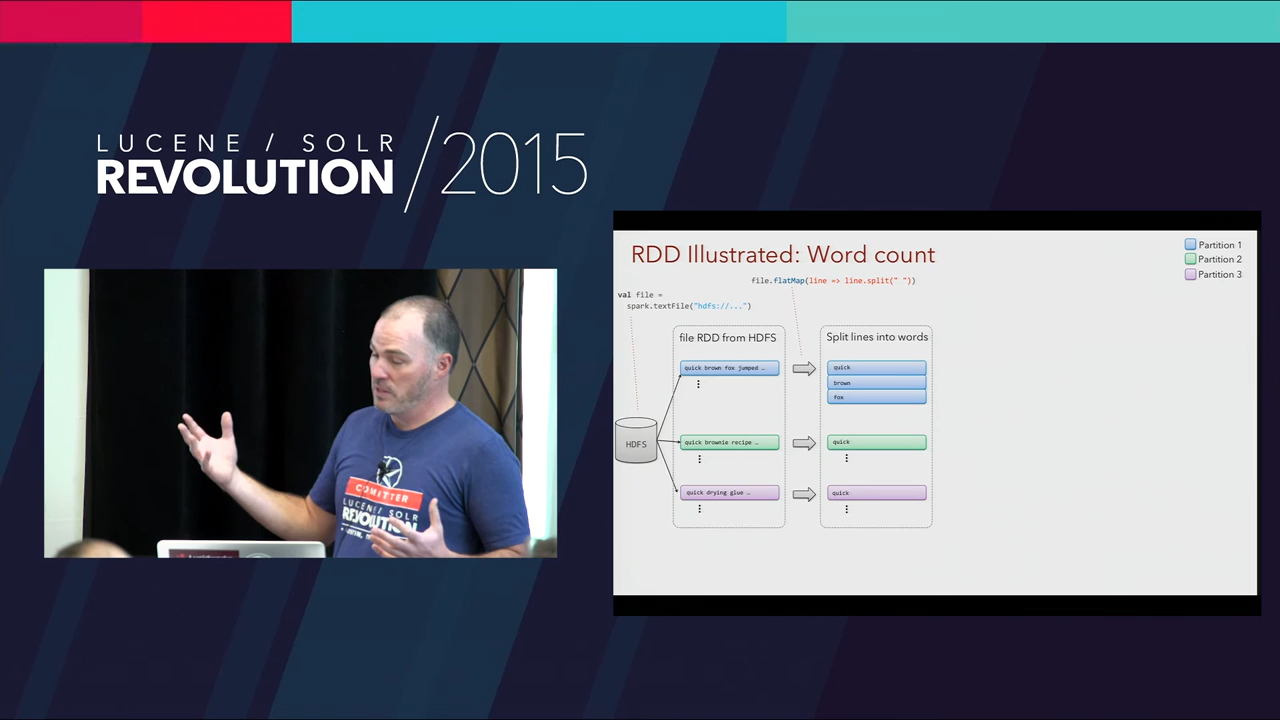 LUCENE / SOLR
REVOLUTION /2015
RDD Illustrated: Word count
Partition 1
Partition 2
Partition 3
file.flatMap(line => line.split(" "))
val file =
spark.textFile("hdfs://...")
file RDD from HDFS
Split lines into words
quick brown fox jumped …
quick
brown
fox
HDFS
quick brownie recipe …
quick
quick drying glue …
quick
COMITTER
LUCENE / SOLR
REVOLUTION